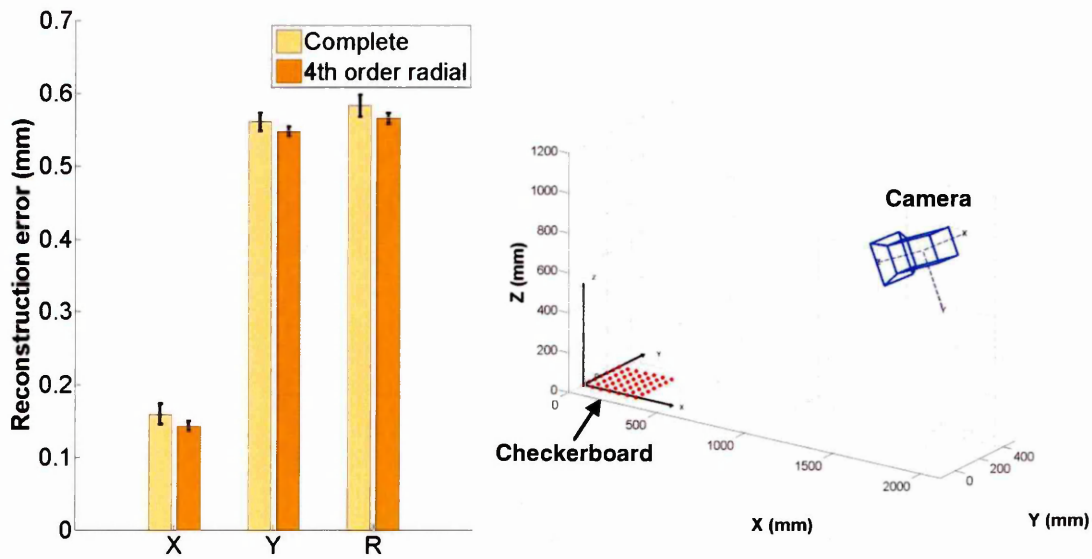 0.7
0.6
0.5
0.4
0.3
0.2
0.1
0
Reconstruction error (mm)
Complete
4th order radial
X
Y
R
1200
1000
800
600
400
200
0
Z (mm)
Camera
X
Y
Z
Y
X
Checkerboard
0
500
1000
1500
2000
X (mm)
0
200
400
Y (mm)